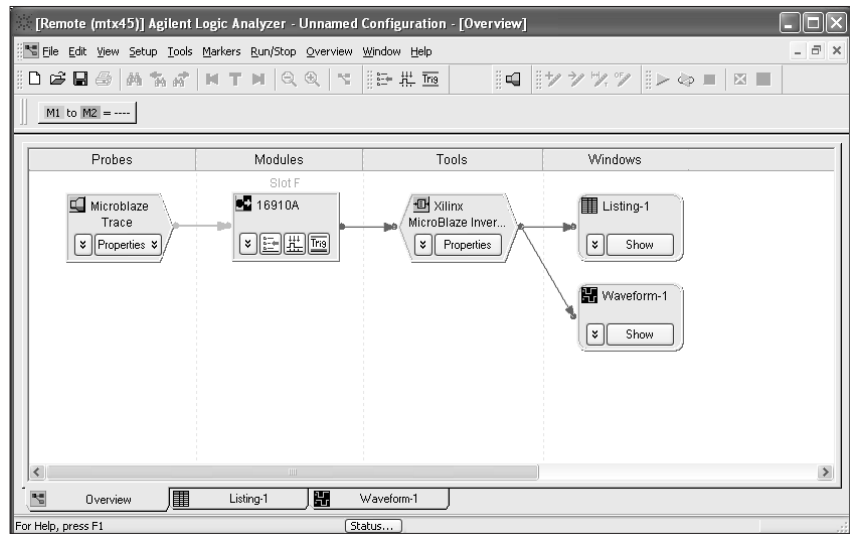 [Remote (mtx45)] Agilent Logic Analyzer - Unnamed Configuration - [Overview]
File Edit View Setup Tools Markers Run/Stop Overview Window Help
T Trig
M1 to M2 = ----
Probes Modules Tools Windows
Slot F
Microblaze Trace
Properties
16910A
Trig
Xilinx
MicroBlaze Inver...
Properties
Listing-1
Show
Waveform-1
Show
Overview Listing-1 Waveform-1
For Help, press F1 Status...